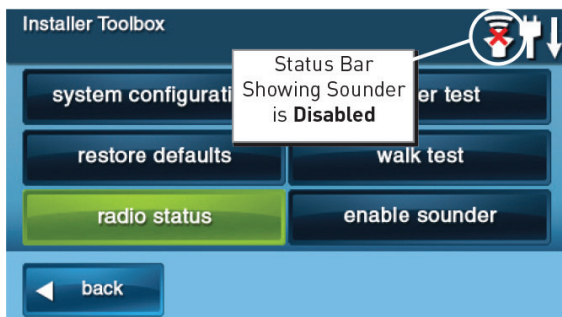 Installer Toolbox
Status Bar
Showing Sounder
is Disabled
system configurati
er test
restore defaults
walk test
radio status
enable sounder
back